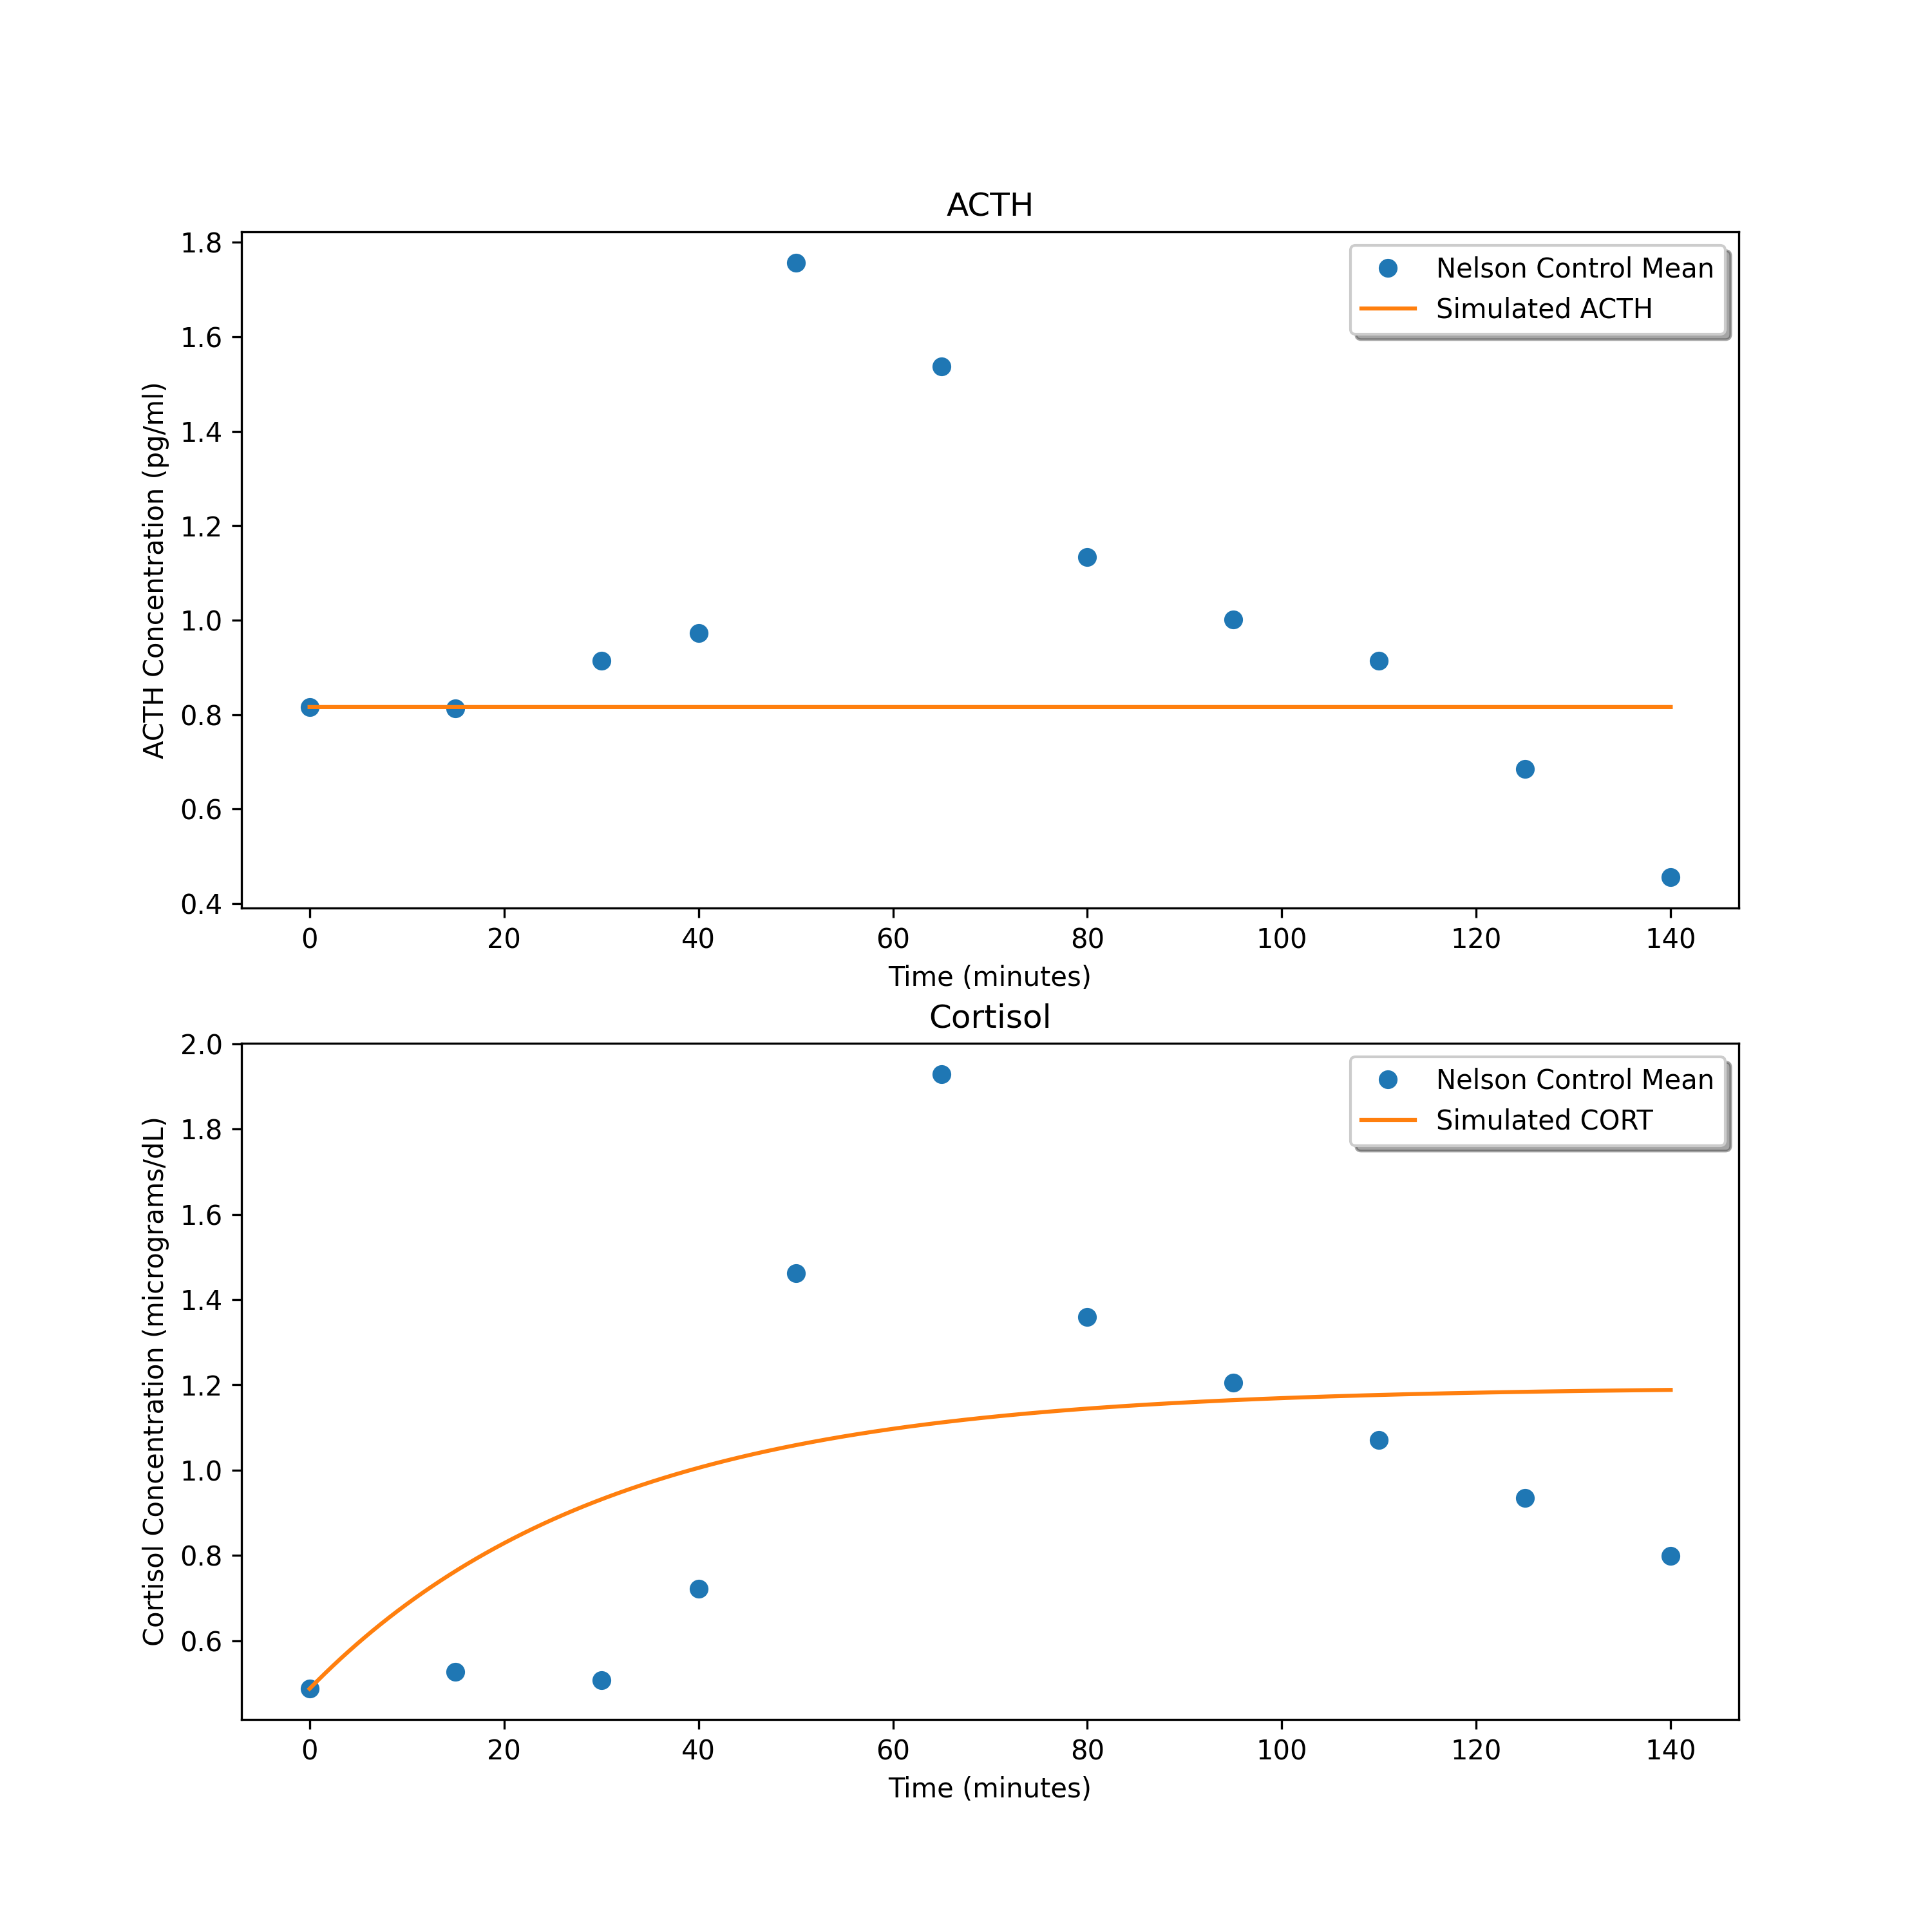 ACTH
1.8
1.6
1.4
1.2
1.0
0.8
0.6
0.4
ACTH Concentration (pg/ml)
Nelson Control Mean
Simulated ACTH
0 20 40 60 80 100 120 140
Time (minutes)
Cortisol
2.0
1.8
1.6
1.4
1.2
1.0
0.8
0.6
Cortisol Concentration (micrograms/dL)
Nelson Control Mean
Simulated CORT
0 20 40 60 80 100 120 140
Time (minutes)